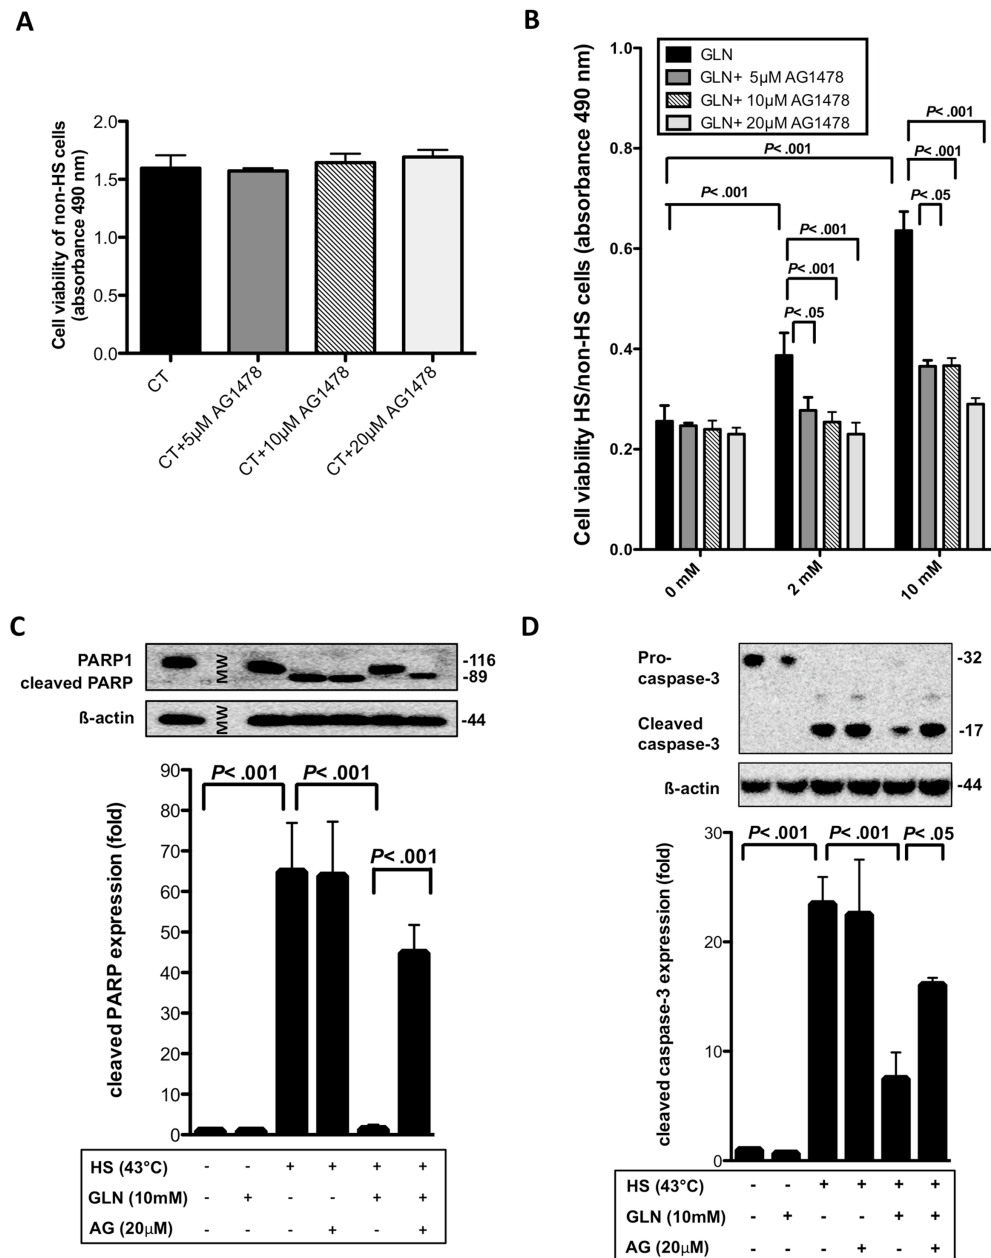 A
Cell viability of non-HS cells
(absorbance 490 nm)
2.0
1.5
1.0
0.5
0.0
CT
CT+5µM AG1478
CT+10µM AG1478
CT+20µM AG1478
B
Cell viability HS/non-HS cells (absorbance 490 nm)
1.0
0.8
0.6
0.4
0.2
0.0
GLN
GLN+ 5µM AG1478
GLN+ 10µM AG1478
GLN+ 20µM AG1478
P< .001
P< .001
P< .001
P< .001
P< .05
P< .001
P< .001
P< .05
0 mM
2 mM
10 mM
C
PARP1
cleaved PARP
MW
-116
-89
ß-actin
MW
-44
cleaved PARP expression (fold)
90
80
70
60
50
40
30
20
10
0
P< .001
P< .001
P< .001
HS (43°C) - - + + + +
GLN (10mM) - + - - + +
AG (20µM) - - - + - +
D
Pro-
caspase-3
-32
Cleaved
caspase-3
-17
ß-actin
-44
cleaved caspase-3 expression (fold)
30
20
10
0
P< .001
P< .001
P< .05
HS (43°C) - - + + + +
GLN (10mM) - + - - + +
AG (20µM) - - - + - +